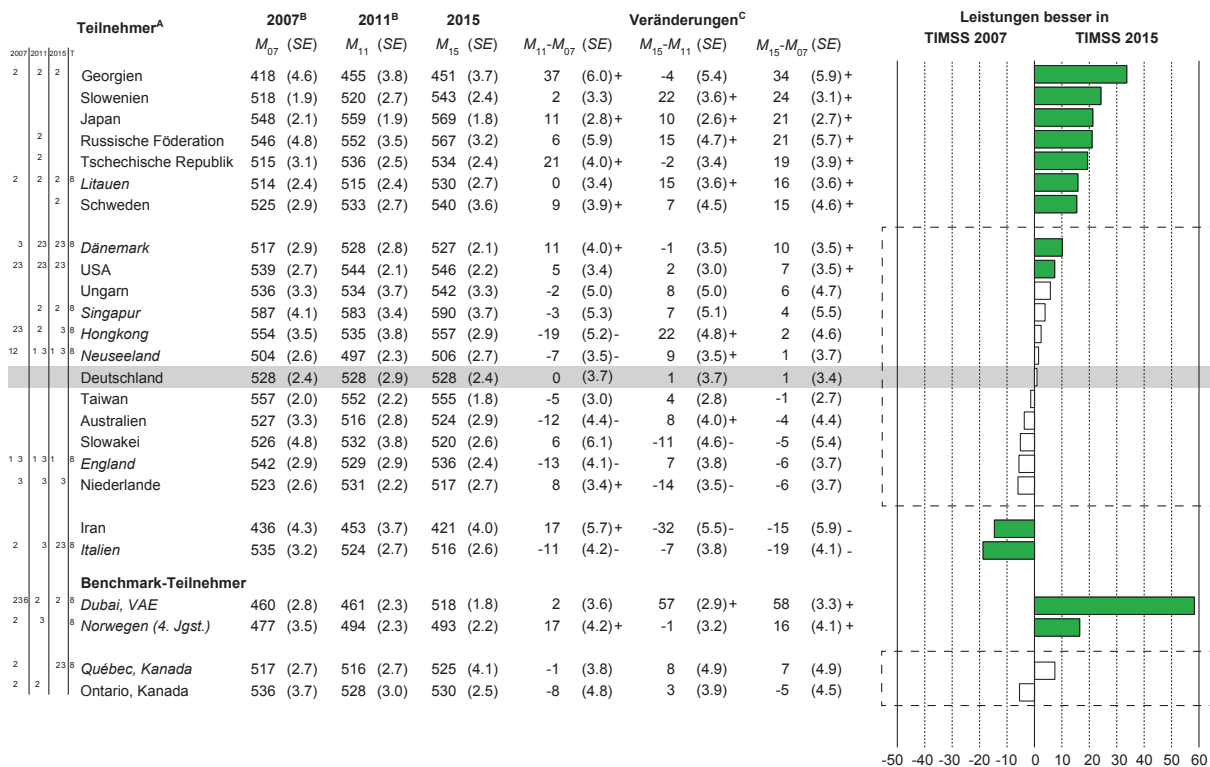 Teilnehmer^A 2007^B 2011^B 2015 Veränderungen^C Leistungen besser in
TIMSS 2007 TIMSS 2015
2007 2011 2015 T M07 (SE) M11 (SE) M15 (SE) M11-M07 (SE) M15-M11 (SE) M15-M07 (SE)
2 2 2 Georgien 418 (4.6) 455 (3.8) 451 (3.7) 37 (6.0)+ -4 (5.4) 34 (5.9)+
Slowenien 518 (1.9) 520 (2.7) 543 (2.4) 2 (3.3) 22 (3.6)+ 24 (3.1)+
Japan 548 (2.1) 559 (1.9) 569 (1.8) 11 (2.8)+ 10 (2.6)+ 21 (2.7)+
2 Russische Föderation 546 (4.8) 552 (3.5) 567 (3.2) 6 (5.9) 15 (4.7)+ 21 (5.7)+
2 Tschechische Republik 515 (3.1) 536 (2.5) 534 (2.4) 21 (4.0)+ -2 (3.4) 19 (3.9)+
2 2 2 8 Litauen 514 (2.4) 515 (2.4) 530 (2.7) 0 (3.4) 15 (3.6)+ 16 (3.6)+
2 Schweden 525 (2.9) 533 (2.7) 540 (3.6) 9 (3.9)+ 7 (4.5) 15 (4.6)+
3 23 23 8 Dänemark 517 (2.9) 528 (2.8) 527 (2.1) 11 (4.0)+ -1 (3.5) 10 (3.5)+
23 23 23 USA 539 (2.7) 544 (2.1) 546 (2.2) 5 (3.4) 2 (3.0) 7 (3.5)+
Ungarn 536 (3.3) 534 (3.7) 542 (3.3) -2 (5.0) 8 (5.0) 6 (4.7)
2 2 8 Singapur 587 (4.1) 583 (3.4) 590 (3.7) -3 (5.3) 7 (5.1) 4 (5.5)
23 2 3 8 Hongkong 554 (3.5) 535 (3.8) 557 (2.9) -19 (5.2)- 22 (4.8)+ 2 (4.6)
12 1 3 1 3 8 Neuseeland 504 (2.6) 497 (2.3) 506 (2.7) -7 (3.5)- 9 (3.5)+ 1 (3.7)
Deutschland 528 (2.4) 528 (2.9) 528 (2.4) 0 (3.7) 1 (3.7) 1 (3.4)
Taiwan 557 (2.0) 552 (2.2) 555 (1.8) -5 (3.0) 4 (2.8) -1 (2.7)
Australien 527 (3.3) 516 (2.8) 524 (2.9) -12 (4.4)- 8 (4.0)+ -4 (4.4)
Slowakei 526 (4.8) 532 (3.8) 520 (2.6) 6 (6.1) -11 (4.6)- -5 (5.4)
1 3 1 3 1 8 England 542 (2.9) 529 (2.9) 536 (2.4) -13 (4.1)- 7 (3.8) -6 (3.7)
3 3 3 Niederlande 523 (2.6) 531 (2.2) 517 (2.7) 8 (3.4)+ -14 (3.5)- -6 (3.7)
Iran 436 (4.3) 453 (3.7) 421 (4.0) 17 (5.7)+ -32 (5.5)- -15 (5.9)-
2 3 23 8 Italien 535 (3.2) 524 (2.7) 516 (2.6) -11 (4.2)- -7 (3.8) -19 (4.1)-
Benchmark-Teilnehmer
236 2 2 8 Dubai, VAE 460 (2.8) 461 (2.3) 518 (1.8) 2 (3.6) 57 (2.9)+ 58 (3.3)+
2 3 8 Norwegen (4. Jgst.) 477 (3.5) 494 (2.3) 493 (2.2) 17 (4.2)+ -1 (3.2) 16 (4.1)+
2 23 8 Québec, Kanada 517 (2.7) 516 (2.7) 525 (4.1) -1 (3.8) 8 (4.9) 7 (4.9)
2 2 Ontario, Kanada 536 (3.7) 528 (3.0) 530 (2.5) -8 (4.8) 3 (3.9) -5 (4.5)
-50 -40 -30 -20 -10 0 10 20 30 40 50 60